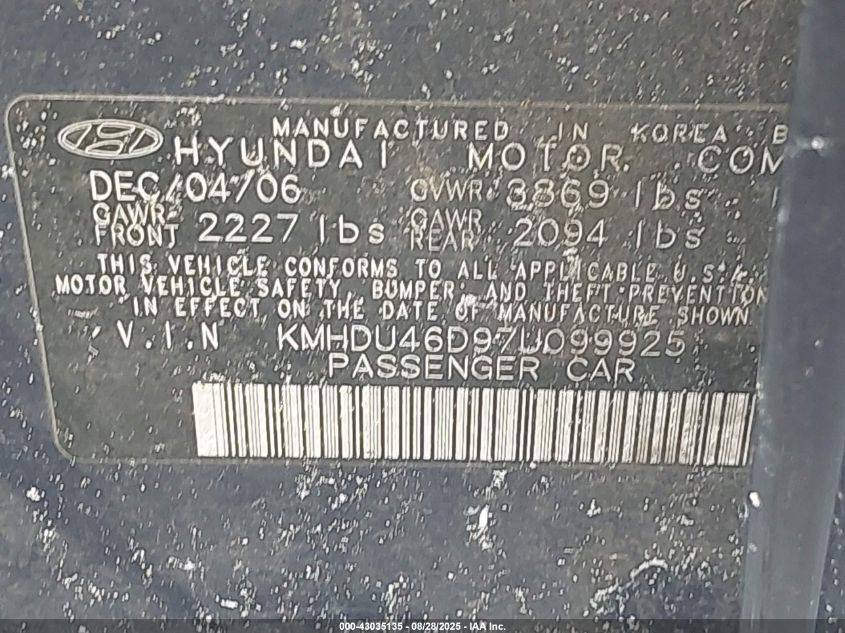 MANUFACTURED IN KOREA B
HYUNDAI MOTOR COM
DEC/04/06 GVWR 3869 lbs
GAWR FRONT 2227 lbs GAWR REAR 2094 lbs
THIS VEHICLE CONFORMS TO ALL APPLICABLE U.S.A.
MOTOR VEHICLE SAFETY, BUMPER, AND THEFT PREVENTION
IN EFFECT ON THE DATE OF MANUFACTURE SHOWN
V.I.N KMHDU46D97U099925
PASSENGER CAR
000-43035135 - 08/28/2025 - IAA Inc.